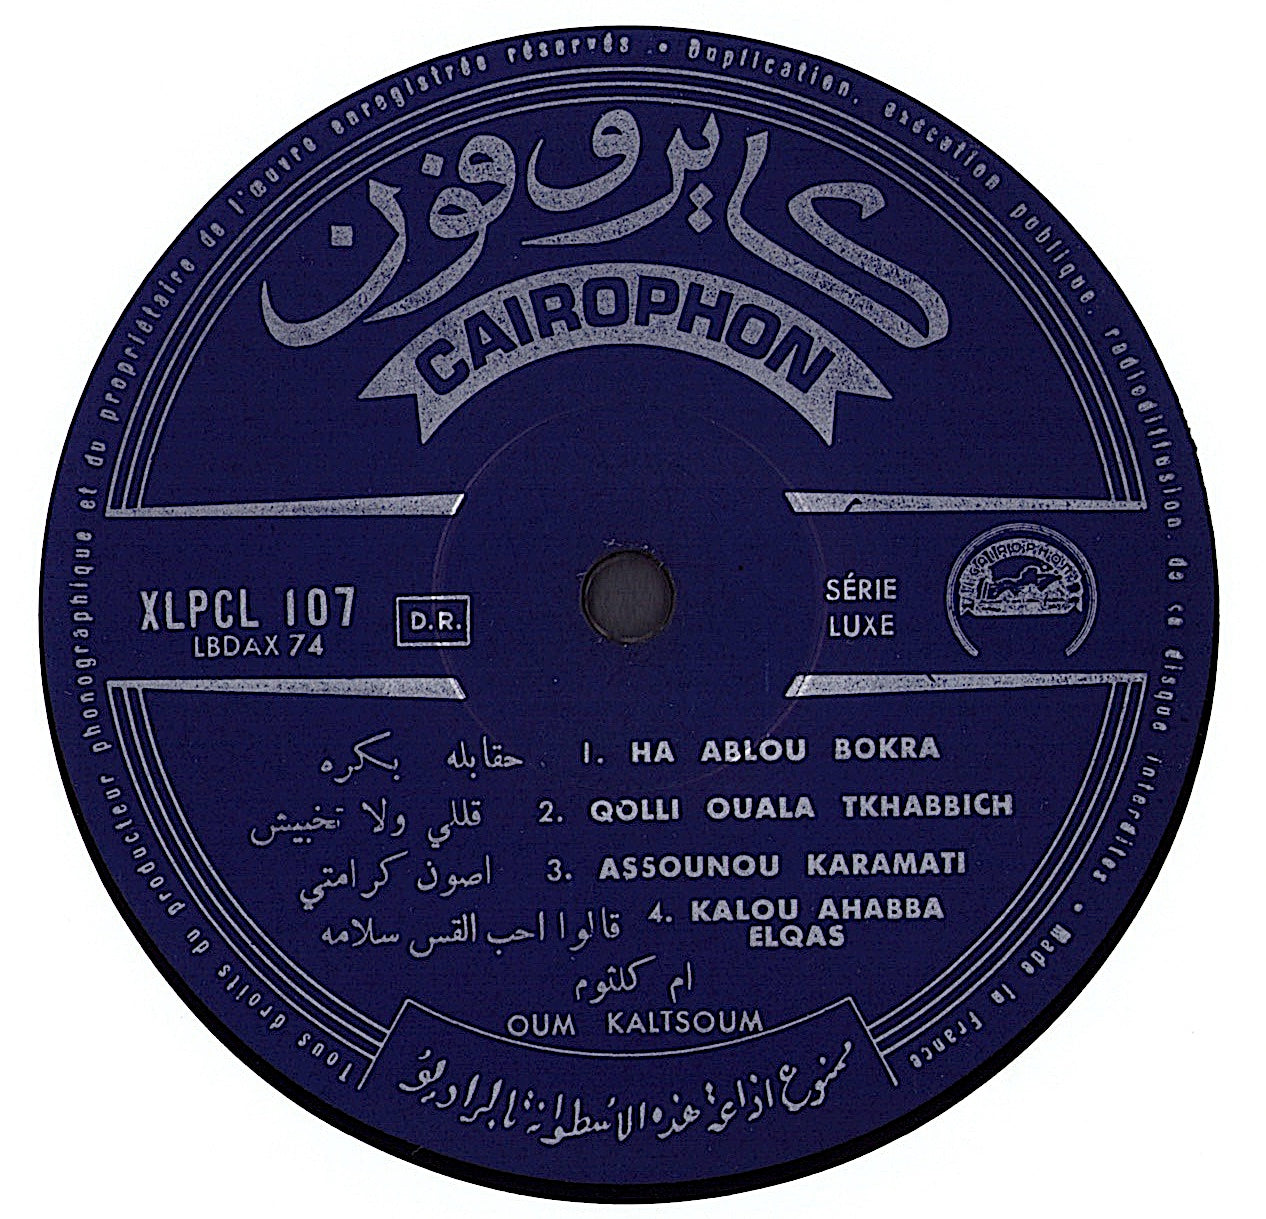 Tous droits du producteur phonographique et du propriétaire de l'œuvre enregistrée réservés . • Duplication. exécution publique. radiodiffusion. de ce disque interdites • Made in France
كايروفون
CAIROPHON
XLPCL 107
LBDAX 74
D.R.
SÉRIE
LUXE
CAIROPHON
حقابله بكره 1. HA ABLOU BOKRA
قللي ولا تخبيش 2. QOLLI OUALA TKHABBICH
اصون كرامتي 3. ASSOUNOU KARAMATI
قالوا احب القس سلامه 4. KALOU AHABBA
ELQAS
ام كلثوم
OUM KALTSOUM
ممنوع اذاعة هذه الاسطوانة بالراديو